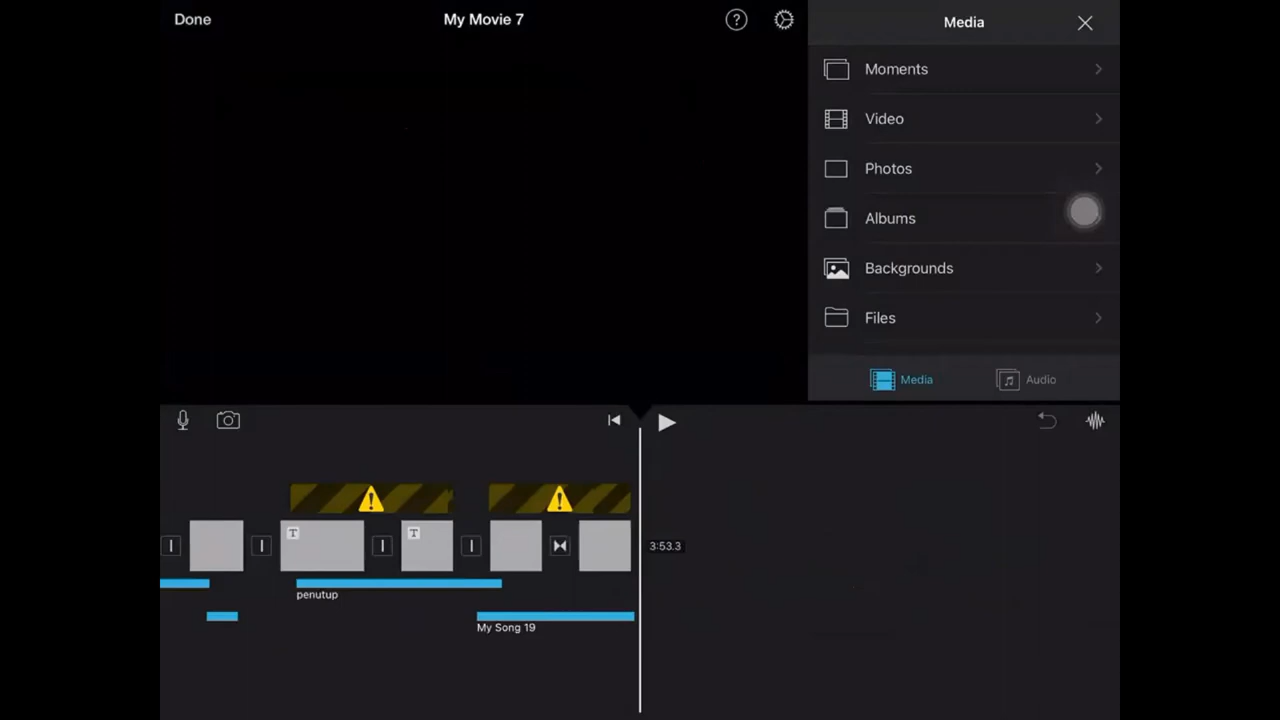 Done
My Movie 7
?
Media
Moments
Video
Photos
Albums
Backgrounds
Files
Media
Audio
!
!
T
T
3:53.3
penutup
My Song 19